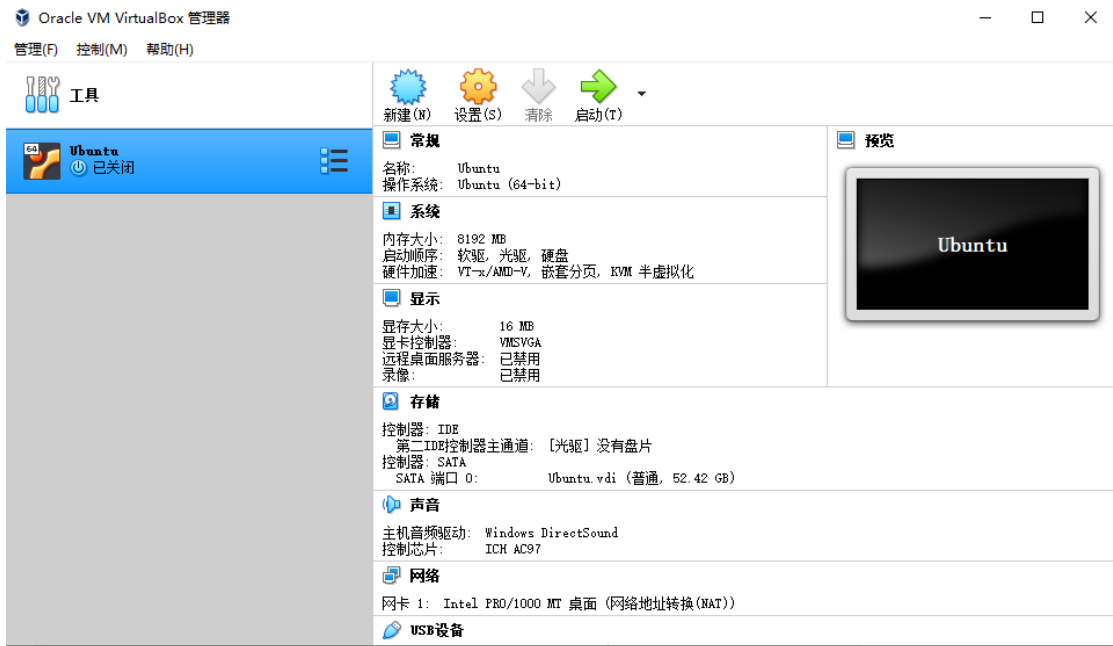 Oracle VM VirtualBox 管理器
管理(F) 控制(M) 帮助(H)
工具
新建(N) 设置(S) 清除 启动(T)
64
Ubuntu
已关闭
常规
名称: Ubuntu
操作系统: Ubuntu (64-bit)
系统
内存大小: 8192 MB
启动顺序: 软驱, 光驱, 硬盘
硬件加速: VT-x/AMD-V, 嵌套分页, KVM 半虚拟化
显示
显存大小: 16 MB
显卡控制器: VMSVGA
远程桌面服务器: 已禁用
录像: 已禁用
预览
Ubuntu
存储
控制器: IDE
第二IDE控制器主通道: [光驱] 没有盘片
控制器: SATA
SATA 端口 0: Ubuntu.vdi (普通, 52.42 GB)
声音
主机音频驱动: Windows DirectSound
控制芯片: ICH AC97
网络
网卡 1: Intel PRO/1000 MT 桌面 (网络地址转换(NAT))
USB设备